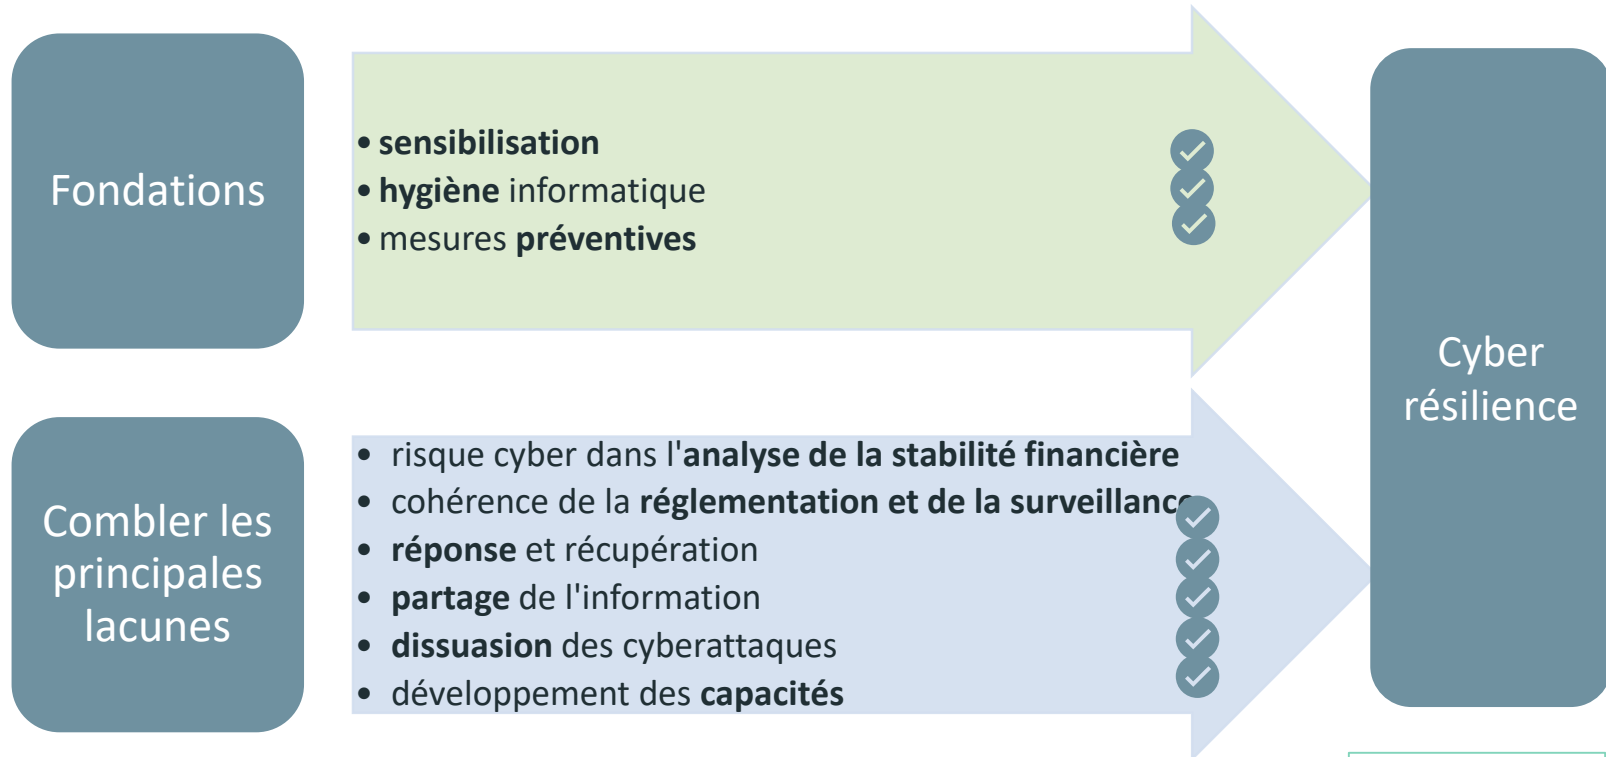 Fondations
• sensibilisation
• hygiène informatique
• mesures préventives
Combler les
principales
lacunes
• risque cyber dans l'analyse de la stabilité financière
• cohérence de la réglementation et de la surveillance
• réponse et récupération
• partage de l'information
• dissuasion des cyberattaques
• développement des capacités
Cyber
résilience